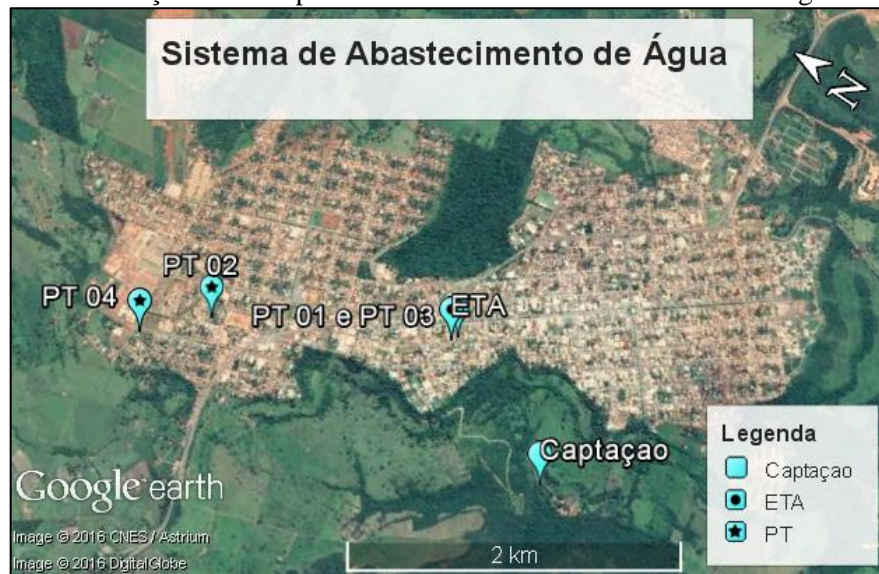 Sistema de Abastecimento de Água
N
PT 02
PT 04
PT 01 e PT 03
ETA
Captaçao
Legenda
Captaçao
ETA
PT
Google earth
Image © 2016 CNES / Astrium
Image © 2016 DigitalGlobe
2 km